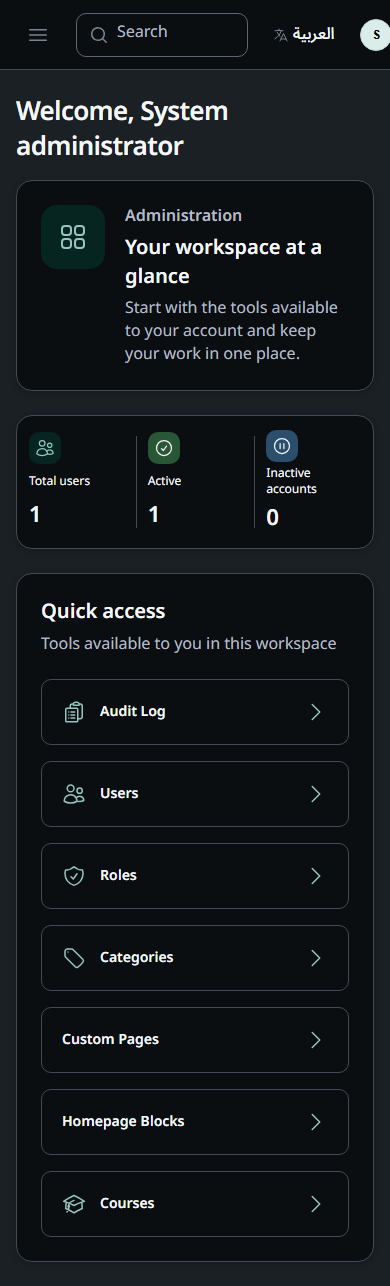 Search
العربية
S
Welcome, System
administrator
Administration
Your workspace at a
glance
Start with the tools available
to your account and keep
your work in one place.
Total users
1
Active
1
Inactive
accounts
0
Quick access
Tools available to you in this workspace
Audit Log
Users
Roles
Categories
Custom Pages
Homepage Blocks
Courses